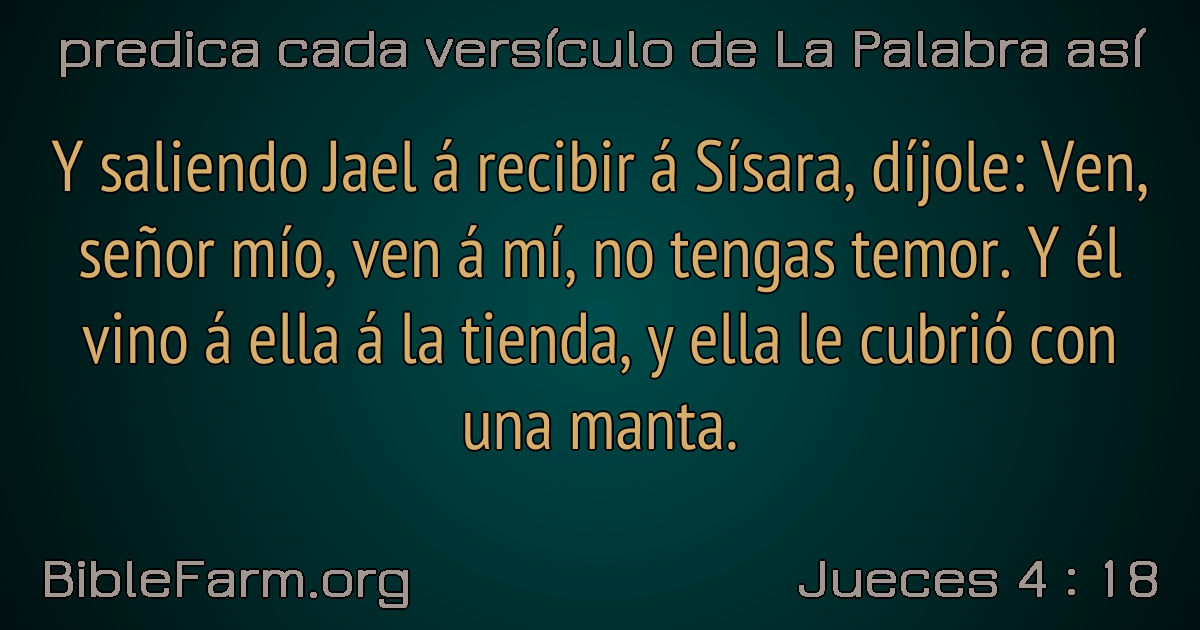 predica cada versículo de La Palabra así
Y saliendo Jael á recibir á Sísara, díjole: Ven,
señor mío, ven á mí, no tengas temor. Y él
vino á ella á la tienda, y ella le cubrió con
una manta.
BibleFarm.org
Jueces 4 : 18